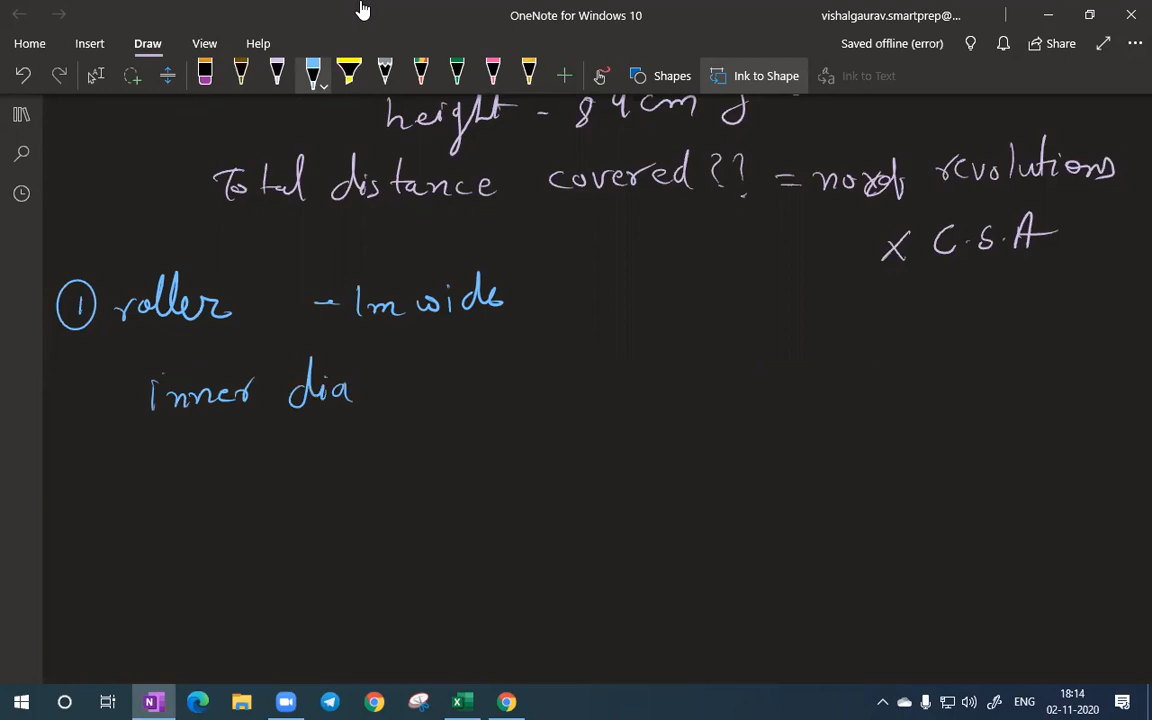 OneNote for Windows 10
vishalgaurav.smartprep@...
Home Insert Draw View Help
Saved offline (error)
Share
Shapes
Ink to Shape
Ink to Text
height - 84cm
Total distance covered ?? = no of revolutions
x C.S.A
① roller - 1m wide
inner dia
ENG
18:14
02-11-2020